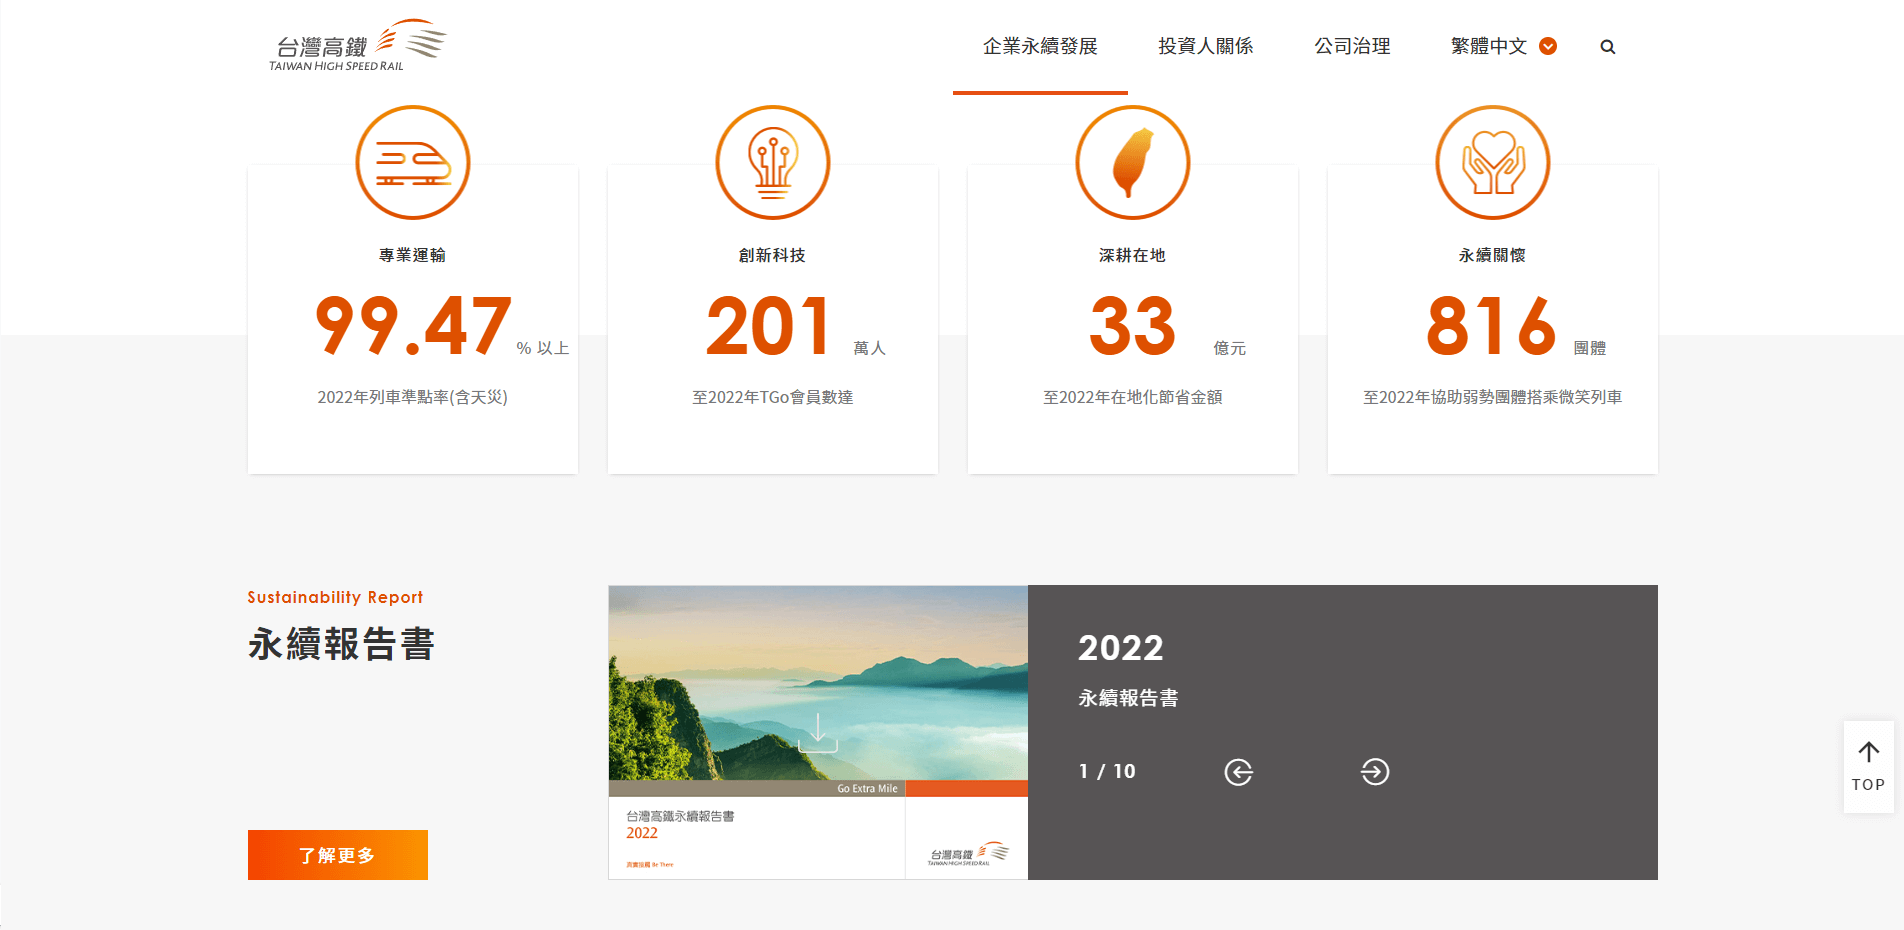 台灣高鐵
TAIWAN HIGH SPEED RAIL
企業永續發展
投資人關係
公司治理
繁體中文
專業運輸
99.47 % 以上
2022年列車準點率(含天災)
創新科技
201 萬人
至2022年TGo會員數達
深耕在地
33 億元
至2022年在地化節省金額
永續關懷
816 團體
至2022年協助弱勢團體搭乘微笑列車
Sustainability Report
永續報告書
了解更多
Go Extra Mile
台灣高鐵永續報告書
2022
真實接觸 Be There
台灣高鐵
TAIWAN HIGH SPEED RAIL
2022
永續報告書
1 / 10
TOP